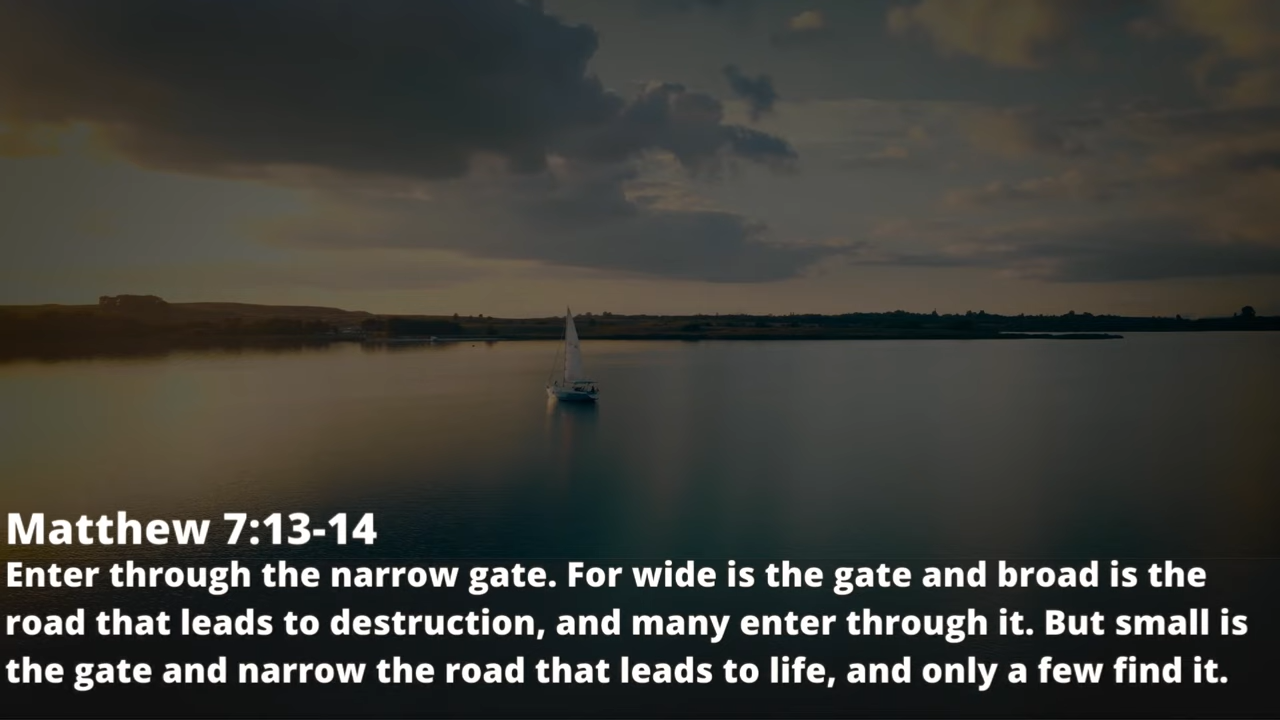 Matthew 7:13-14
Enter through the narrow gate. For wide is the gate and broad is the
road that leads to destruction, and many enter through it. But small is
the gate and narrow the road that leads to life, and only a few find it.